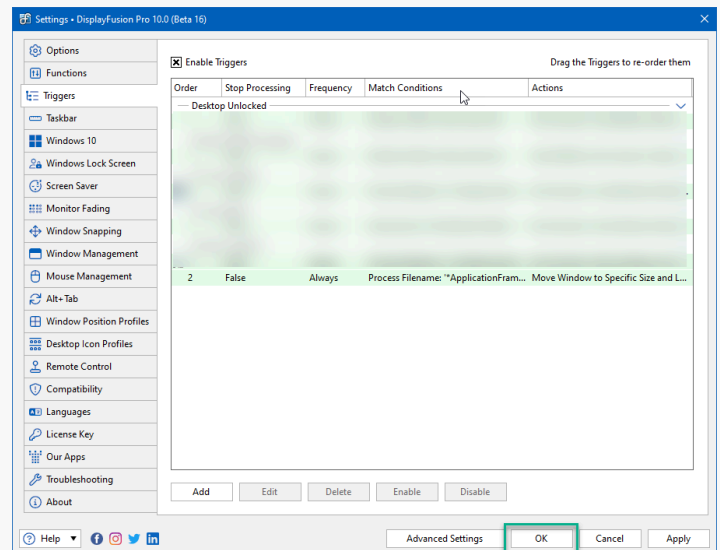 Settings • DisplayFusion Pro 10.0 (Beta 16)
Options
Functions
Triggers
Taskbar
Windows 10
Windows Lock Screen
Screen Saver
Monitor Fading
Window Snapping
Window Management
Mouse Management
Alt+Tab
Window Position Profiles
Desktop Icon Profiles
Remote Control
Compatibility
Languages
License Key
Our Apps
Troubleshooting
About
Enable Triggers
Drag the Triggers to re-order them
Order Stop Processing Frequency Match Conditions Actions
Desktop Unlocked
2 False Always Process Filename: "*ApplicationFram... Move Window to Specific Size and L...
Add Edit Delete Enable Disable
Help Advanced Settings OK Cancel Apply